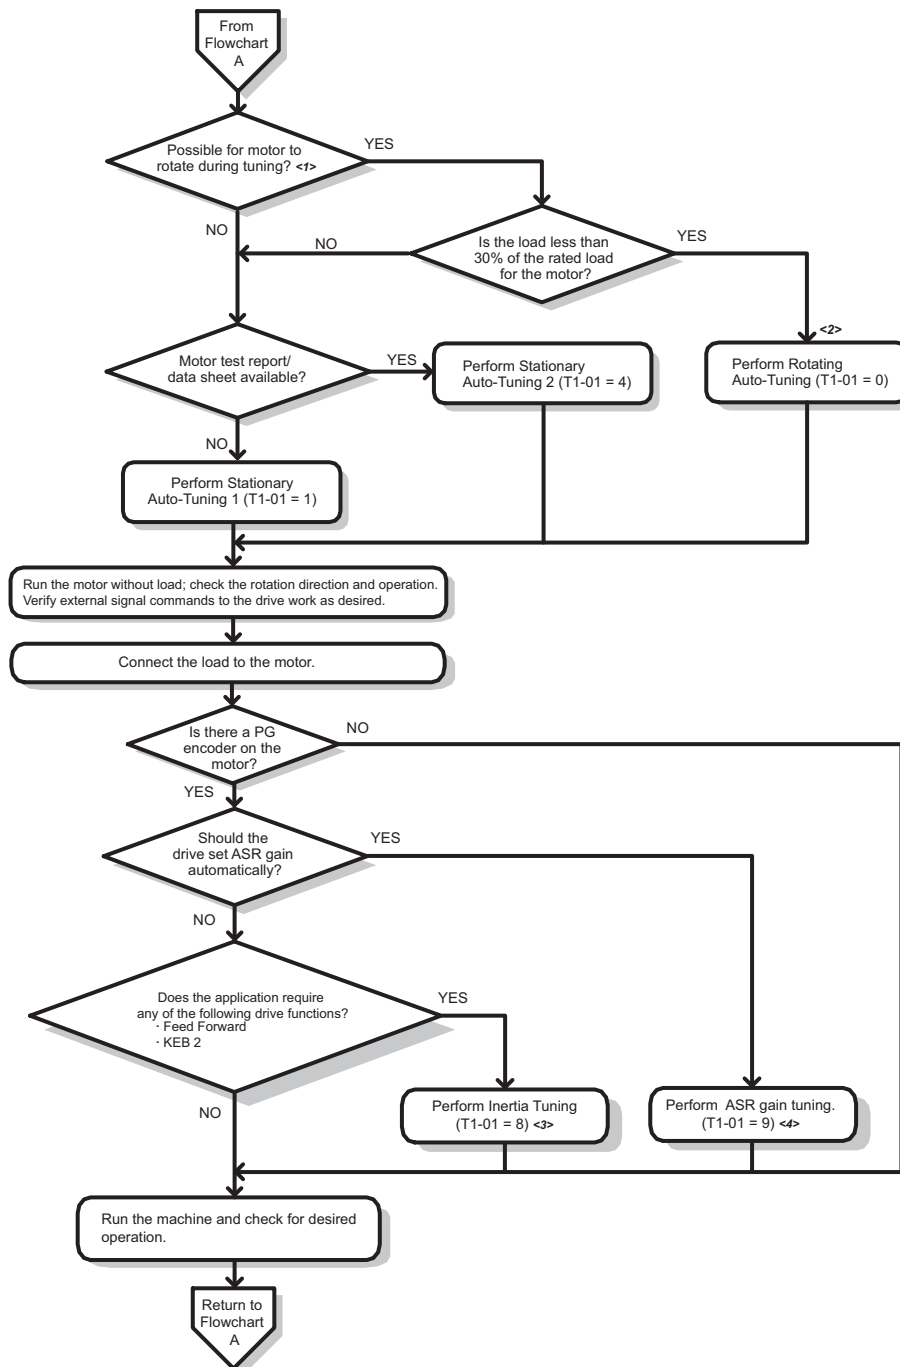 From
Flowchart
A
Possible for motor to
rotate during tuning? <1>
YES
NO
Is the load less than
30% of the rated load
for the motor?
NO
YES
<2>
Motor test report/
data sheet available?
YES
Perform Stationary
Auto-Tuning 2 (T1-01 = 4)
Perform Rotating
Auto-Tuning (T1-01 = 0)
NO
Perform Stationary
Auto-Tuning 1 (T1-01 = 1)
Run the motor without load; check the rotation direction and operation.
Verify external signal commands to the drive work as desired.
Connect the load to the motor.
Is there a PG
encoder on the
motor?
NO
YES
Should the
drive set ASR gain
automatically?
YES
NO
Does the application require
any of the following drive functions?
· Feed Forward
· KEB 2
YES
NO
Perform Inertia Tuning
(T1-01 = 8) <3>
Perform ASR gain tuning.
(T1-01 = 9) <4>
Run the machine and check for desired
operation.
Return to
Flowchart
A